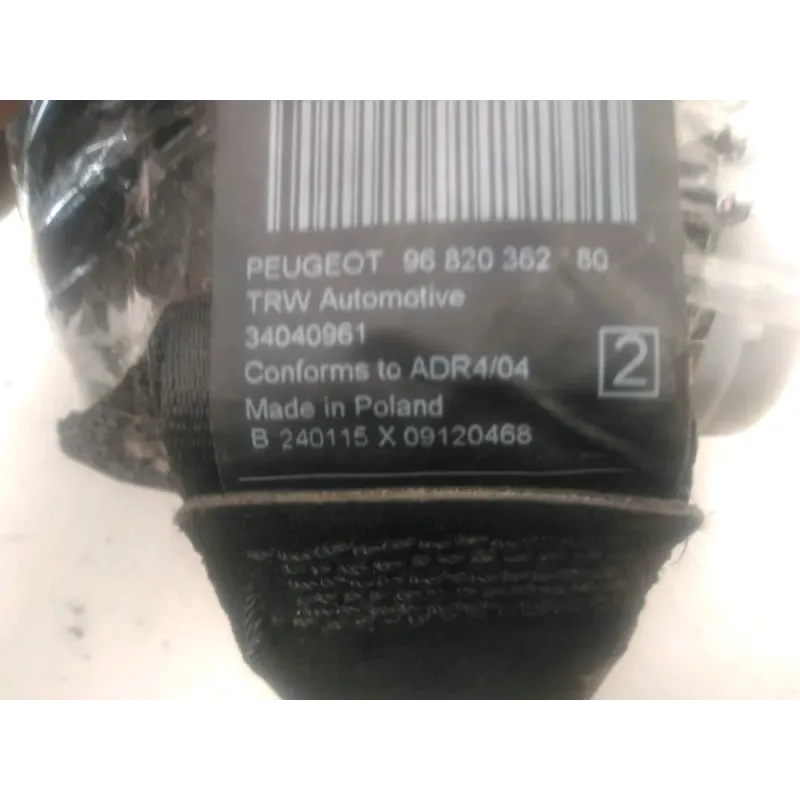 PEUGEOT 96 820 362 80
TRW Automotive
34040961
Conforms to ADR4/04
2
Made in Poland
B 240115 X 09120468